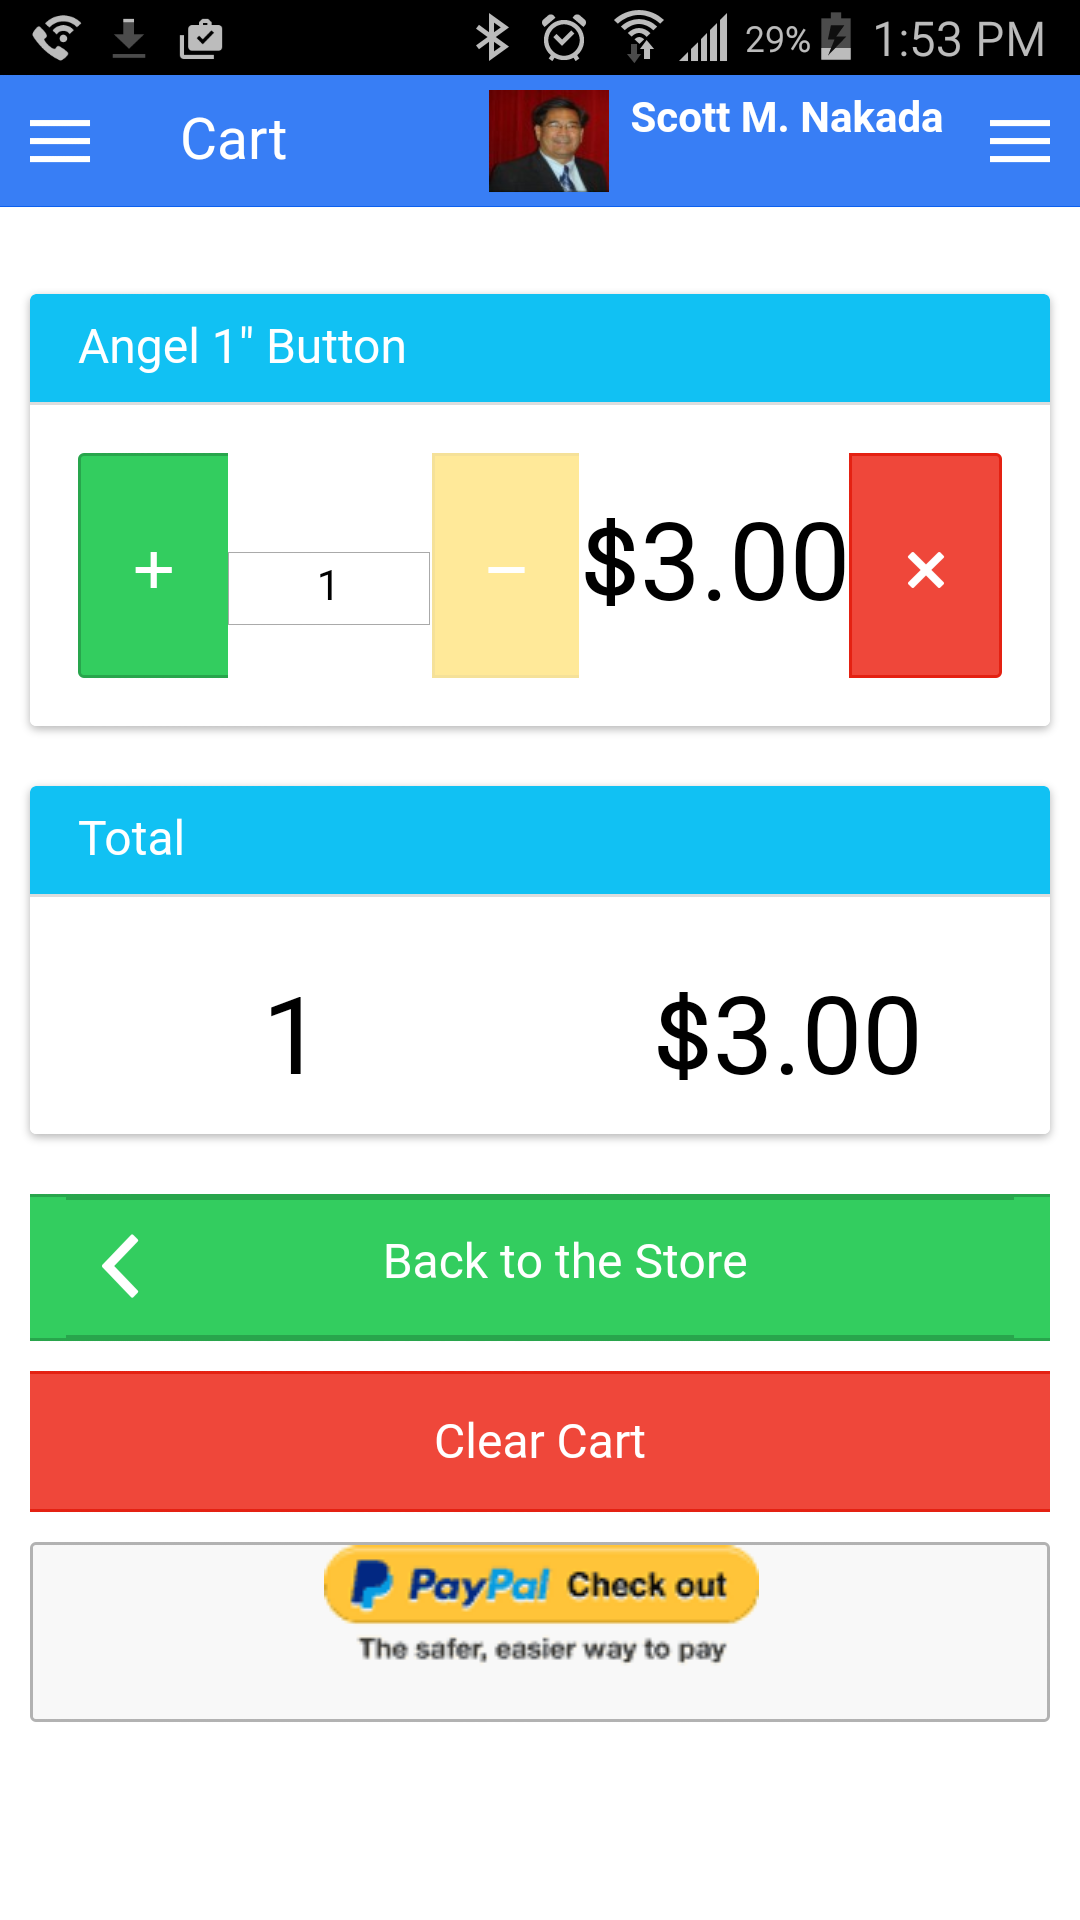 29% 1:53 PM
Cart
Scott M. Nakada
Angel 1" Button
+ 1 − $3.00 ×
Total
1 $3.00
Back to the Store
Clear Cart
PayPal Check out
The safer, easier way to pay